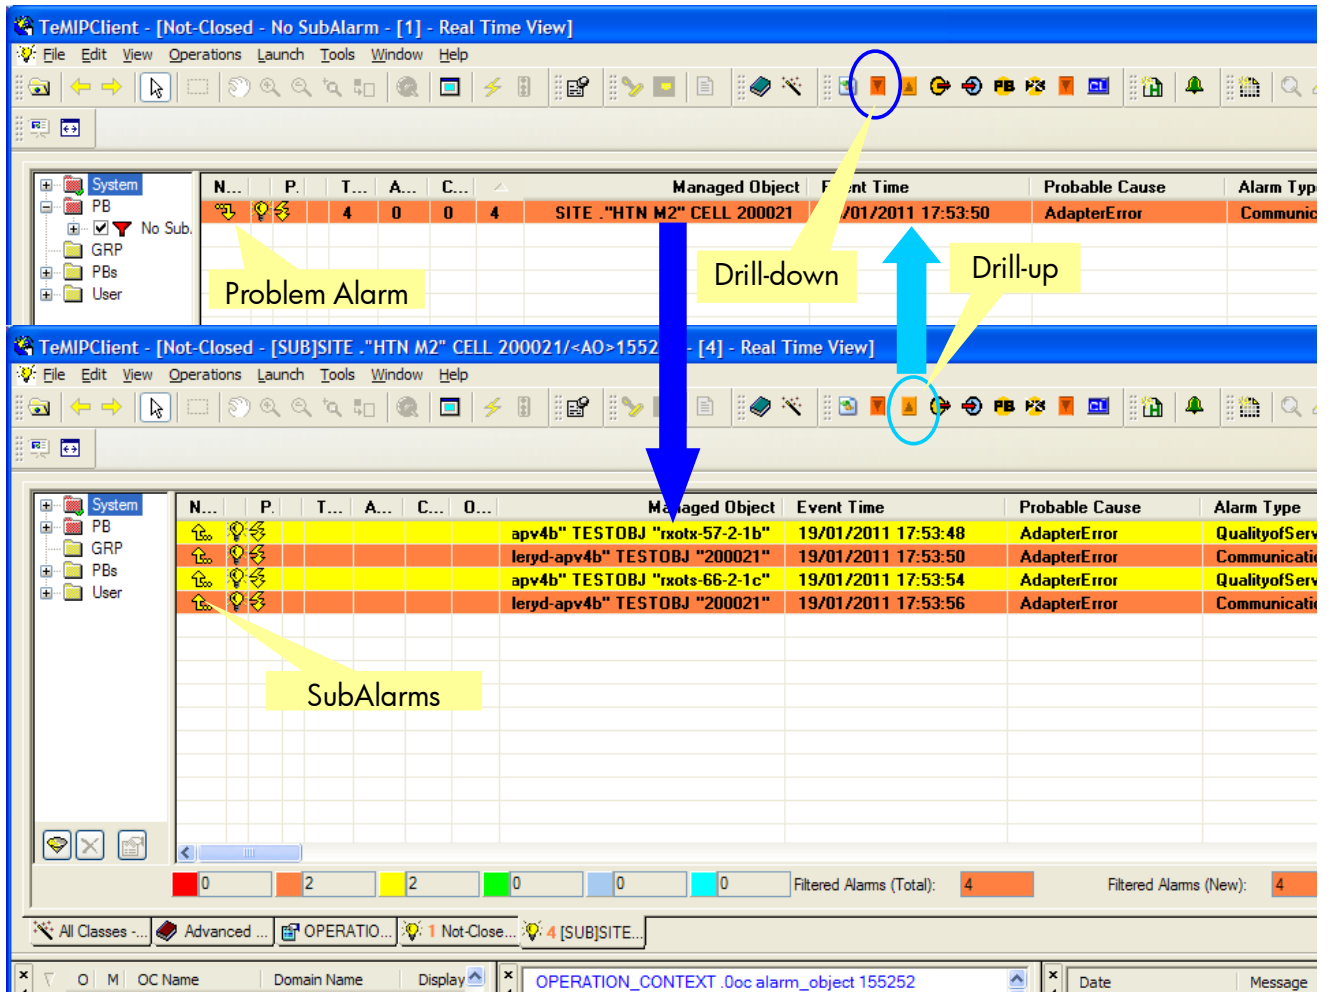 TeMIPClient - [Not-Closed - No SubAlarm - [1] - Real Time View]
File Edit View Operations Launch Tools Window Help
PB
CL
System
PB
No Sub.
GRP
PBs
User
N... P. T... A... C... Managed Object Event Time Probable Cause Alarm Typ
4 0 0 4 SITE ."HTN M2" CELL 200021 /01/2011 17:53:50 AdapterError Communic
Problem Alarm
Drill-down
Drill-up
TeMIPClient - [Not-Closed - [SUB]SITE ."HTN M2" CELL 200021/<AO>1552 - [4] - Real Time View]
File Edit View Operations Launch Tools Window Help
PB
CL
System
PB
GRP
PBs
User
N... P. T... A... C... O... Managed Object Event Time Probable Cause Alarm Type
apv4b" TESTOBJ "rxotx-57-2-1b" 19/01/2011 17:53:48 AdapterError QualityofServ
leryd-apv4b" TESTOBJ "200021" 19/01/2011 17:53:50 AdapterError Communicati
apv4b" TESTOBJ "rxots-66-2-1c" 19/01/2011 17:53:54 AdapterError QualityofServ
leryd-apv4b" TESTOBJ "200021" 19/01/2011 17:53:56 AdapterError Communicati
SubAlarms
0 2 2 0 0 0 Filtered Alarms (Total): 4 Filtered Alarms (New): 4
All Classes -... Advanced ... OPERATIO... 1 Not-Close... 4 [SUB]SITE...
O M OC Name Domain Name Display
OPERATION_CONTEXT .0oc alarm_object 155252
Date Message